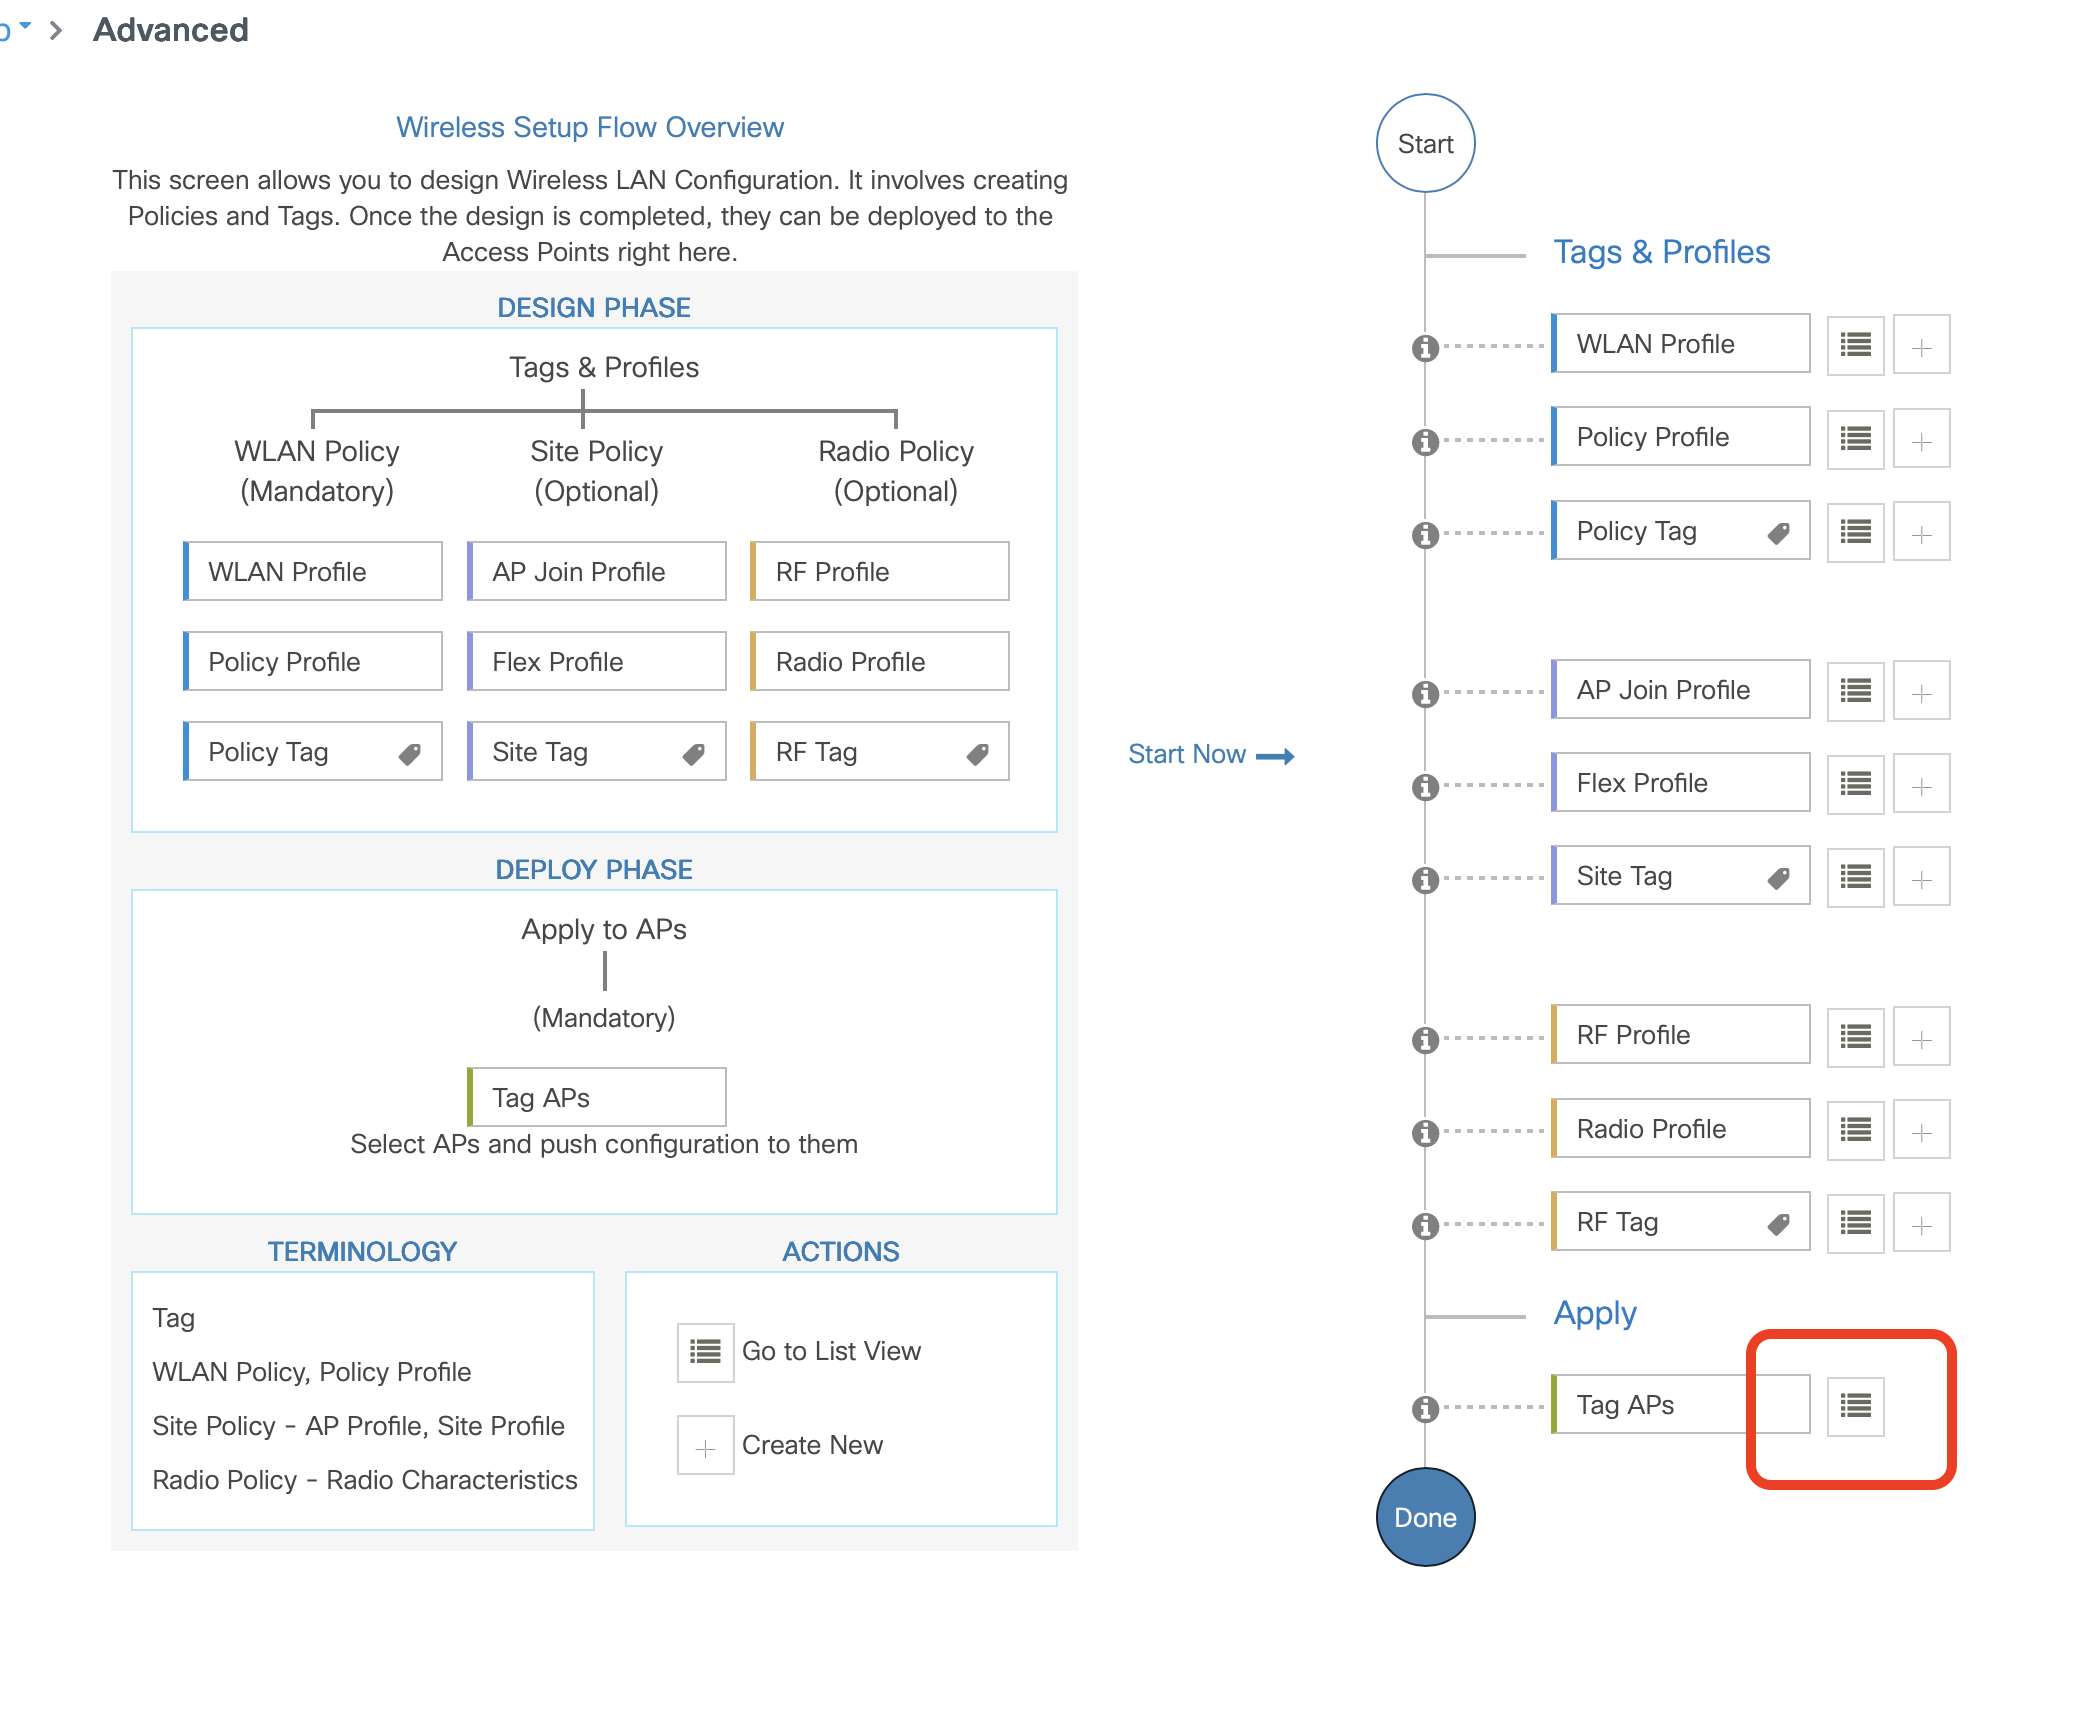 Advanced
Wireless Setup Flow Overview
This screen allows you to design Wireless LAN Configuration. It involves creating
Policies and Tags. Once the design is completed, they can be deployed to the
Access Points right here.
DESIGN PHASE
Tags & Profiles
WLAN Policy
(Mandatory)
Site Policy
(Optional)
Radio Policy
(Optional)
WLAN Profile
AP Join Profile
RF Profile
Policy Profile
Flex Profile
Radio Profile
Policy Tag
Site Tag
RF Tag
DEPLOY PHASE
Apply to APs
(Mandatory)
Tag APs
Select APs and push configuration to them
TERMINOLOGY
Tag
WLAN Policy, Policy Profile
Site Policy - AP Profile, Site Profile
Radio Policy - Radio Characteristics
ACTIONS
Go to List View
Create New
Start Now
Start
Tags & Profiles
WLAN Profile
Policy Profile
Policy Tag
AP Join Profile
Flex Profile
Site Tag
RF Profile
Radio Profile
RF Tag
Apply
Tag APs
Done